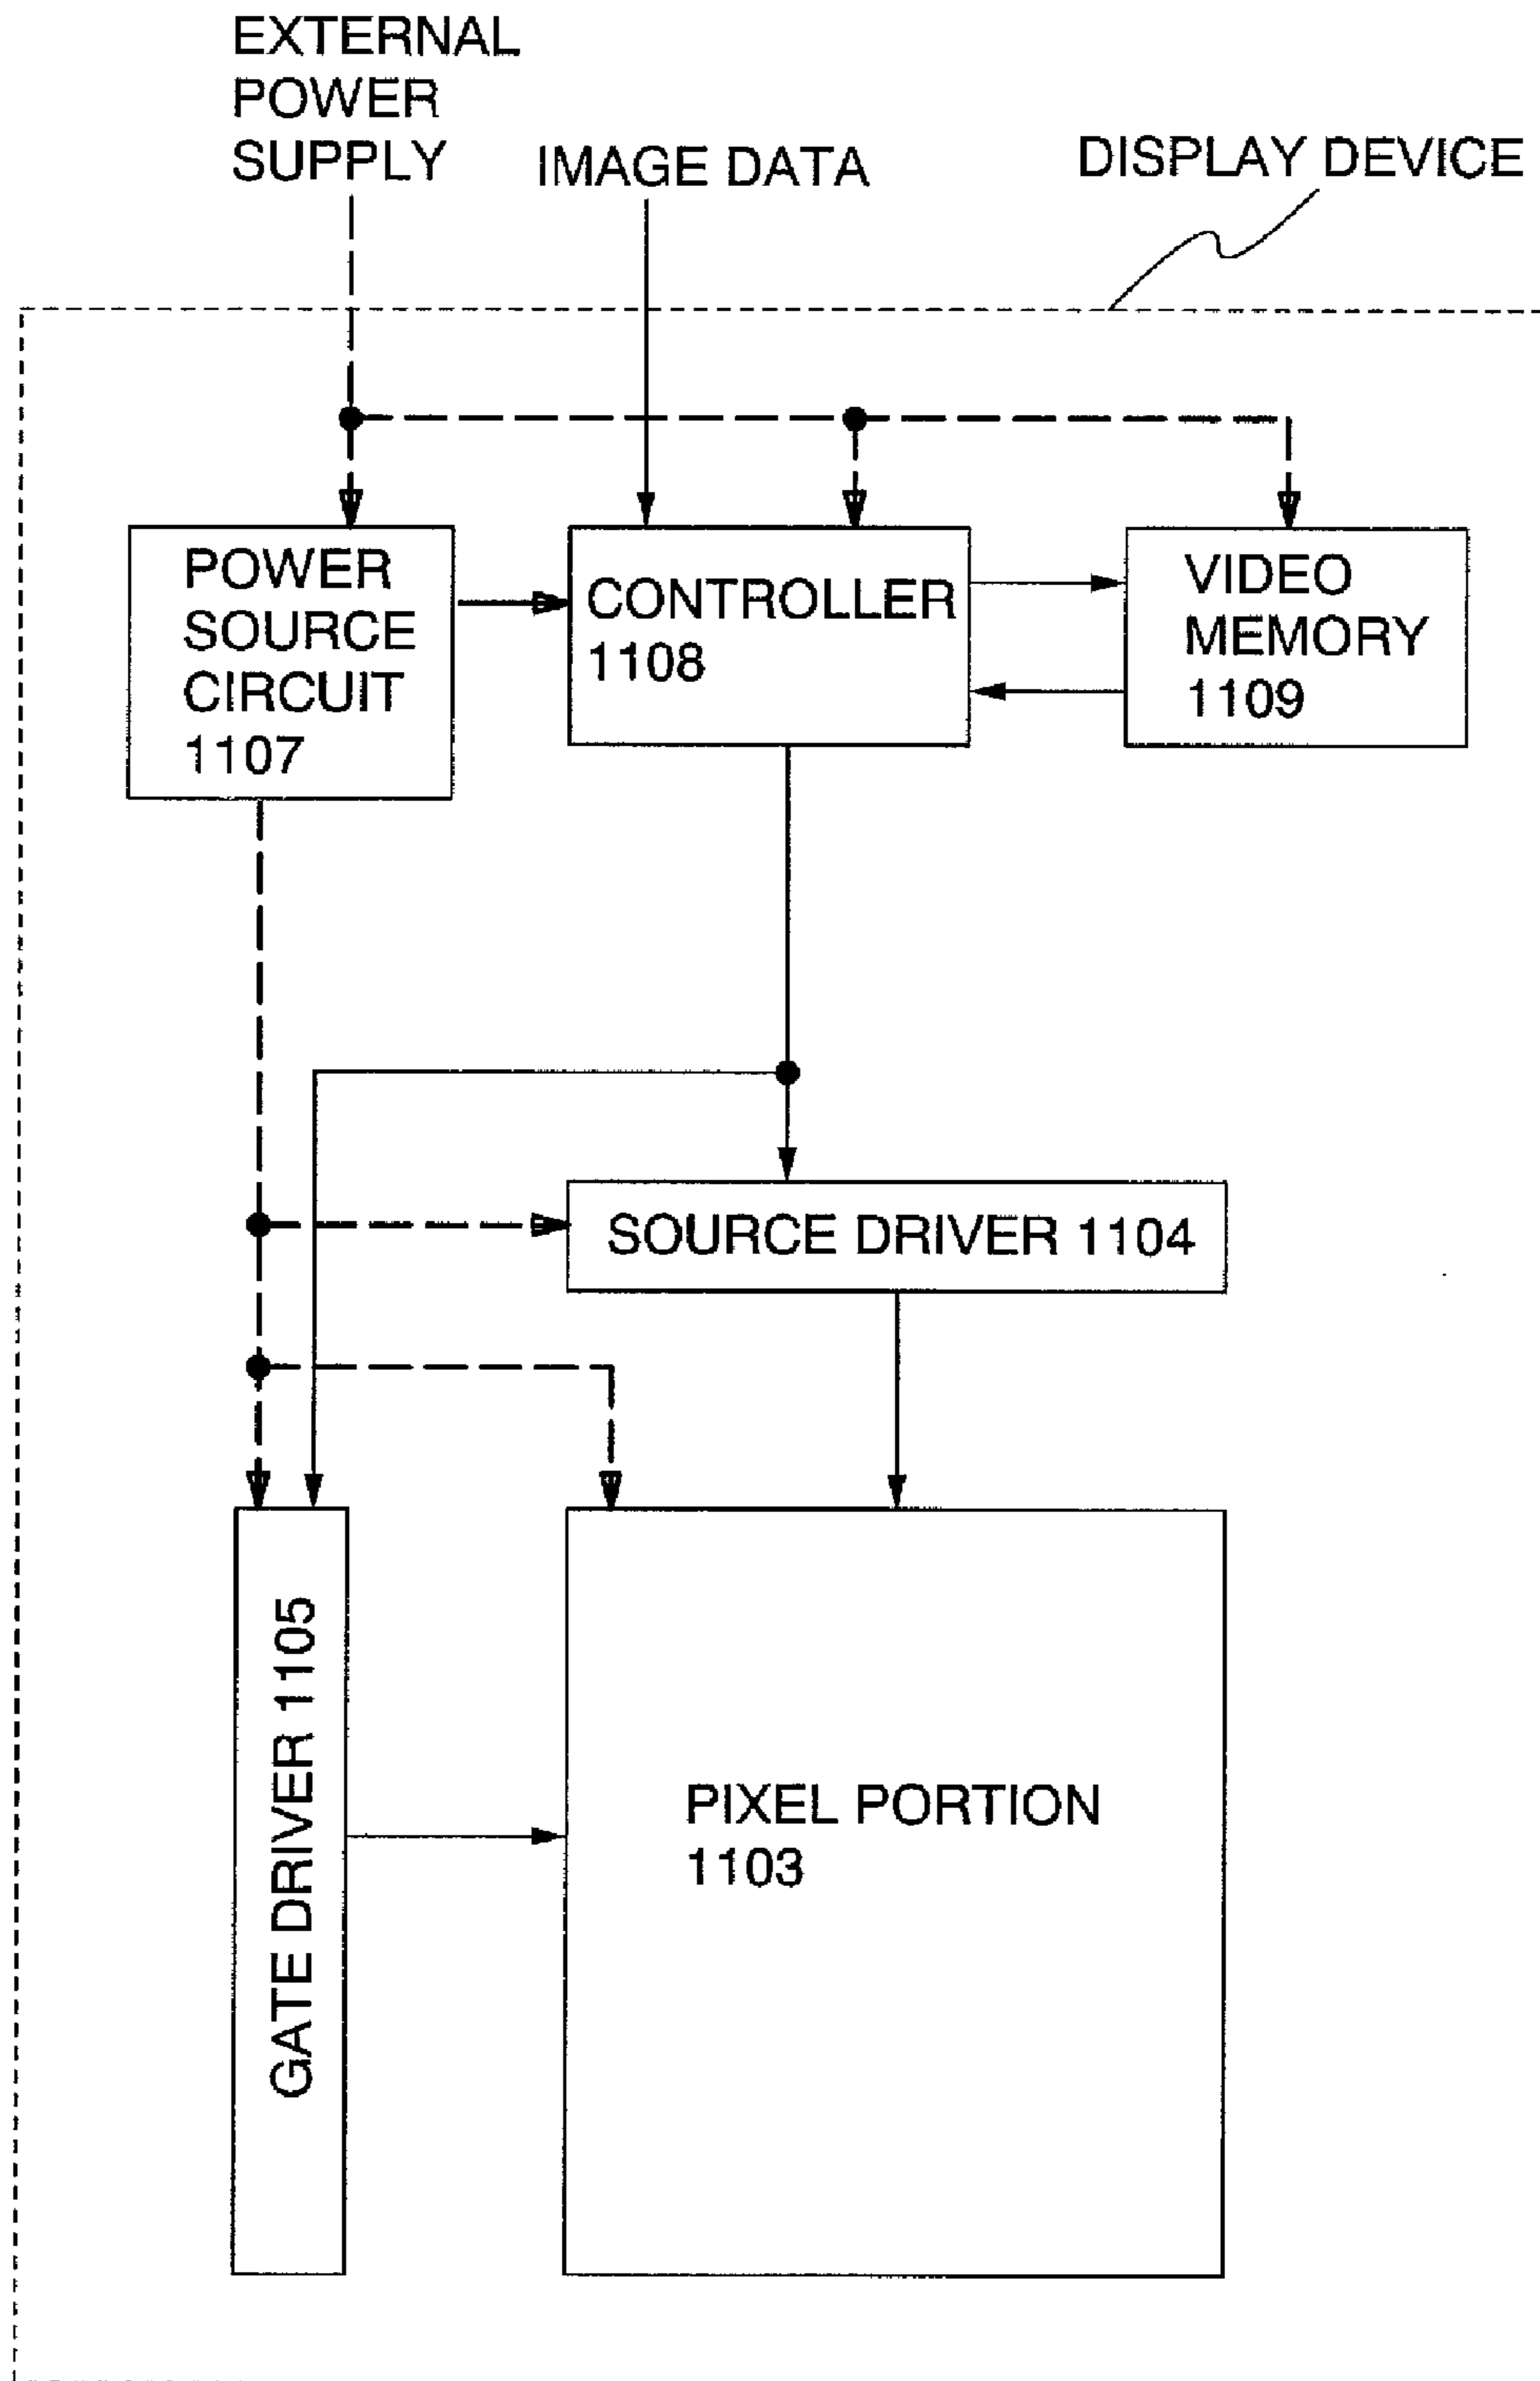 EXTERNAL
POWER
SUPPLY
IMAGE DATA
DISPLAY DEVICE
POWER
SOURCE
CIRCUIT
1107
CONTROLLER
1108
VIDEO
MEMORY
1109
SOURCE DRIVER 1104
GATE DRIVER 1105
PIXEL PORTION
1103